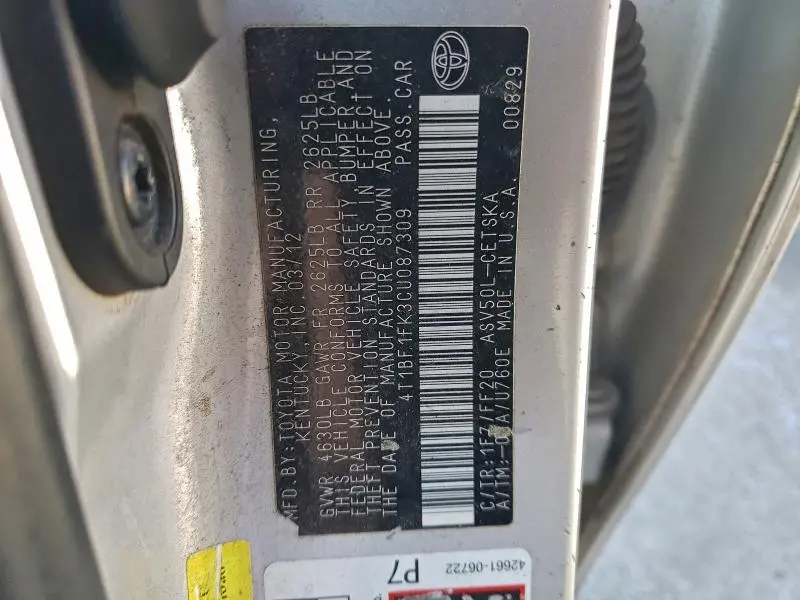 MFD.BY:TOYOTA MOTOR MANUFACTURING,
KENTUCKY, INC. 03/12
GVWR 4630LB GAWR FR 2625LB RR 2625LB
THIS VEHICLE CONFORMS TO ALL APPLICABLE
FEDERAL MOTOR VEHICLE SAFETY, BUMPER AND
THEFT PREVENTION STANDARDS IN EFFECT ON
THE DATE OF MANUFACTURE SHOWN ABOVE.
4T1BF1FK3CU087309 PASS.CAR
C/TR:1F7/FF20 ASV50L-CETSKA
A/TM:-01A/U760E MADE IN U.S.A. 00829
42661-06722
P7